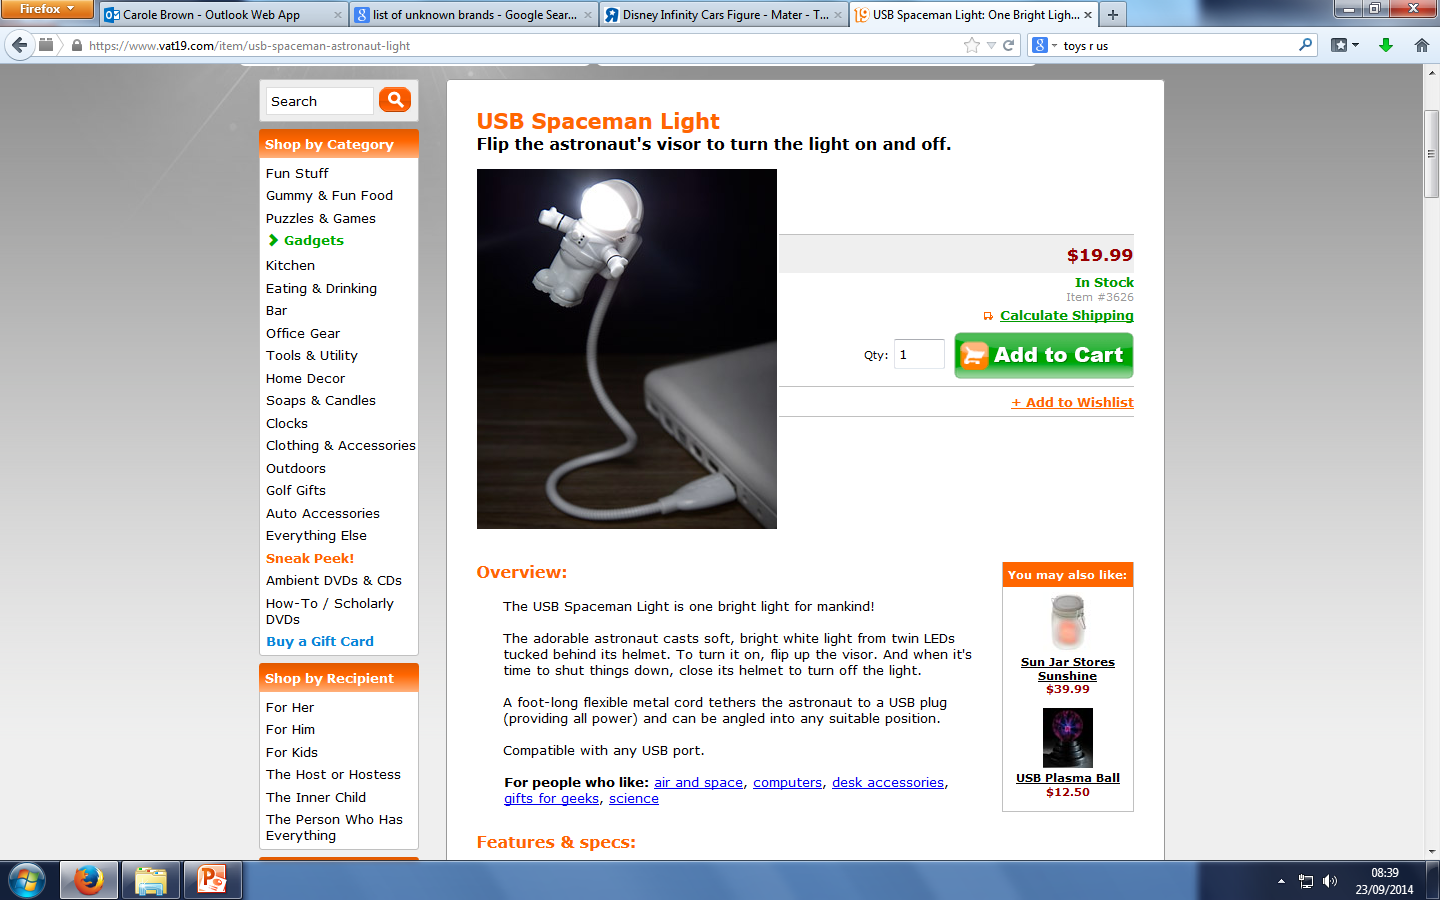 Firefox
Carole Brown - Outlook Web App
list of unknown brands - Google Sear...
Disney Infinity Cars Figure - Mater - T...
USB Spaceman Light: One Bright Ligh...
https://www.vat19.com/item/usb-spaceman-astronaut-light
toys r us
Search
Shop by Category
Fun Stuff
Gummy & Fun Food
Puzzles & Games
Gadgets
Kitchen
Eating & Drinking
Bar
Office Gear
Tools & Utility
Home Decor
Soaps & Candles
Clocks
Clothing & Accessories
Outdoors
Golf Gifts
Auto Accessories
Everything Else
Sneak Peek!
Ambient DVDs & CDs
How-To / Scholarly
DVDs
Buy a Gift Card
Shop by Recipient
For Her
For Him
For Kids
The Host or Hostess
The Inner Child
The Person Who Has
Everything
USB Spaceman Light
Flip the astronaut's visor to turn the light on and off.
$19.99
In Stock
Item #3626
Calculate Shipping
Qty: 1
Add to Cart
+ Add to Wishlist
Overview:
The USB Spaceman Light is one bright light for mankind!
The adorable astronaut casts soft, bright white light from twin LEDs
tucked behind its helmet. To turn it on, flip up the visor. And when it's
time to shut things down, close its helmet to turn off the light.
A foot-long flexible metal cord tethers the astronaut to a USB plug
(providing all power) and can be angled into any suitable position.
Compatible with any USB port.
For people who like: air and space, computers, desk accessories,
gifts for geeks, science
Features & specs:
You may also like:
Sun Jar Stores
Sunshine
$39.99
USB Plasma Ball
$12.50
08:39
23/09/2014